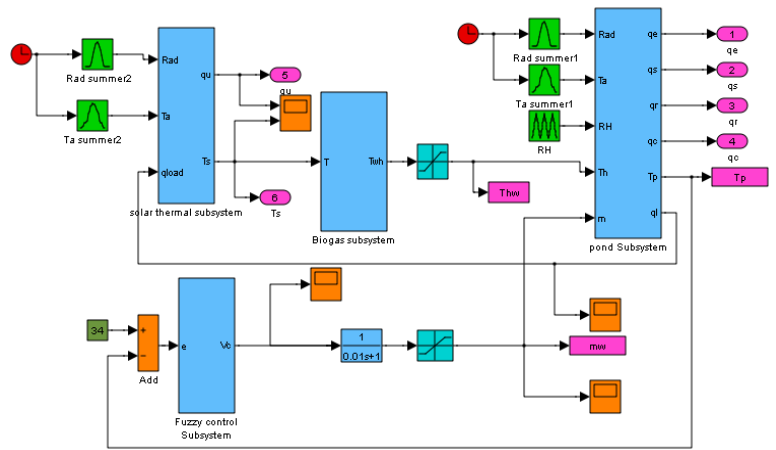 Rad summer2
Ta summer2
Rad
Ta
qload
qu
Ts
solar thermal subsystem
5
qu
6
Ts
T
Twh
Biogas subsystem
Thw
Rad summer1
Ta summer1
RH
Rad
Ta
RH
Th
m
qe
qs
qr
qc
Tp
ql
pond Subsystem
1
qe
2
qs
3
qr
4
qc
Tp
34
+
−
Add
e
Vc
Fuzzy control
Subsystem
1
0.01s+1
mw